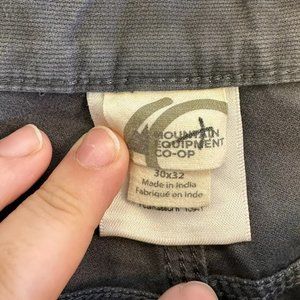 MOUNTAIN
EQUIPMENT
CO-OP
30x32
Made in India
Fabriqué en Inde